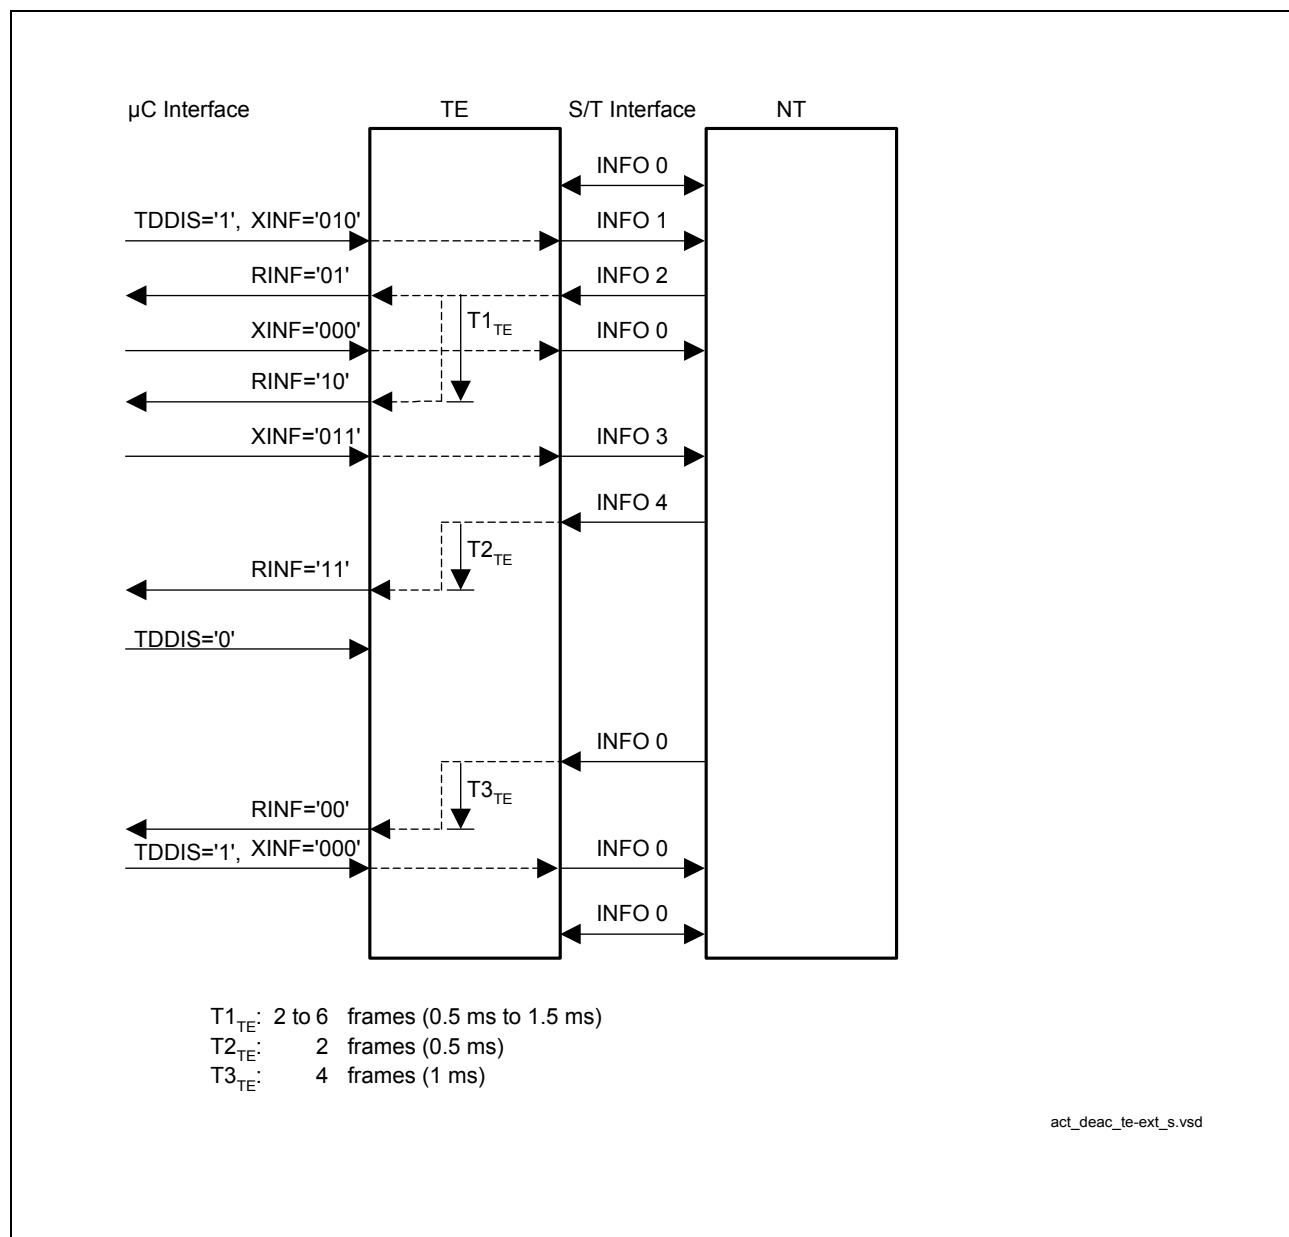 µC Interface TE S/T Interface NT
INFO 0
TDDIS='1', XINF='010' INFO 1
RINF='01' INFO 2
T1TE
XINF='000' INFO 0
RINF='10'
XINF='011' INFO 3
INFO 4
T2TE
RINF='11'
TDDIS='0'
INFO 0
T3TE
RINF='00'
TDDIS='1', XINF='000' INFO 0
INFO 0
T1TE: 2 to 6 frames (0.5 ms to 1.5 ms)
T2TE: 2 frames (0.5 ms)
T3TE: 4 frames (1 ms)
act_deac_te-ext_s.vsd